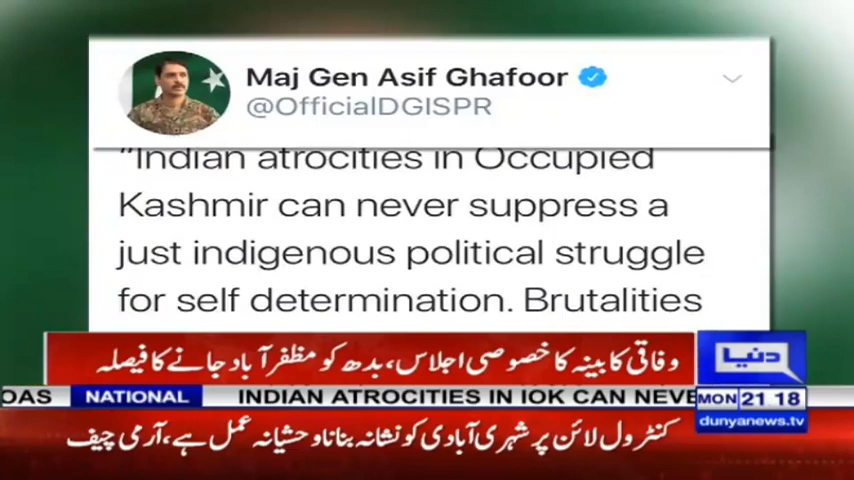 Maj Gen Asif Ghafoor
@OfficialDGISPR
"Indian atrocities in Occupied
Kashmir can never suppress a
just indigenous political struggle
for self determination. Brutalities
وفاقی کابینہ کا خصوصی اجلاس، بدھ کو مظفرآباد جانے کا فیصلہ
دنیا
OAS NATIONAL INDIAN ATROCITIES IN IOK CAN NEVE
MON 21 18
dunyanews.tv
کنٹرول لائن پر شہری آبادی کو نشانہ بنانا وحشیانہ عمل ہے، آرمی چیف